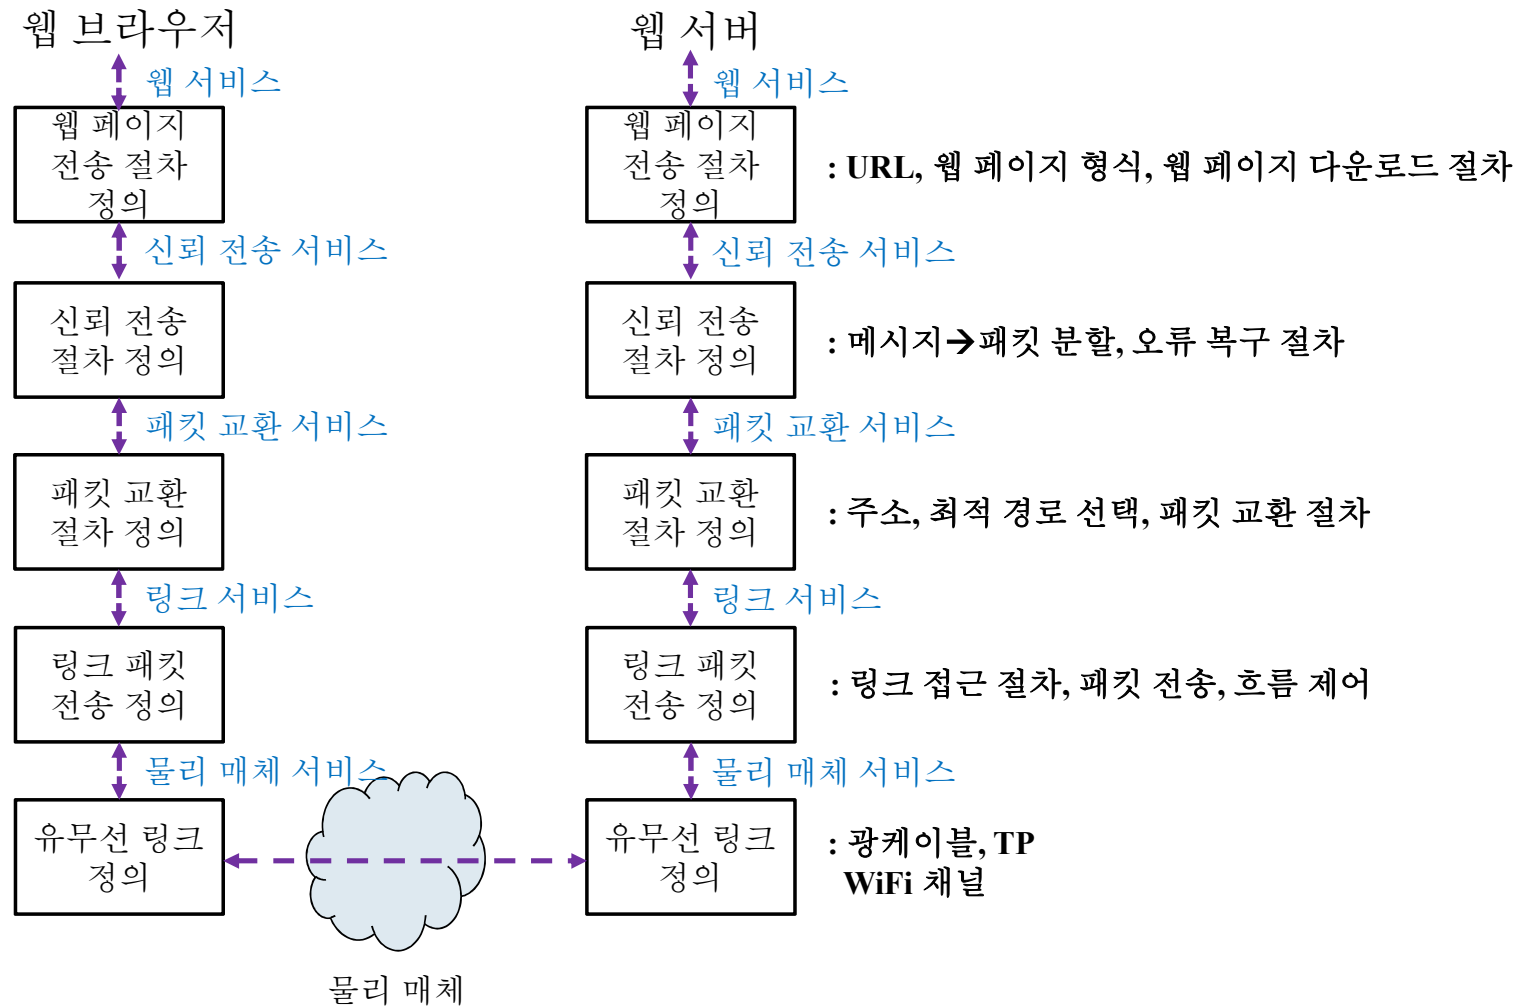 웹 브라우저
웹 서버
웹 서비스
웹 서비스
웹 페이지
전송 절차
정의
웹 페이지
전송 절차
정의
: URL, 웹 페이지 형식, 웹 페이지 다운로드 절차
신뢰 전송 서비스
신뢰 전송 서비스
신뢰 전송
절차 정의
신뢰 전송
절차 정의
: 메시지→패킷 분할, 오류 복구 절차
패킷 교환 서비스
패킷 교환 서비스
패킷 교환
절차 정의
패킷 교환
절차 정의
: 주소, 최적 경로 선택, 패킷 교환 절차
링크 서비스
링크 서비스
링크 패킷
전송 정의
링크 패킷
전송 정의
: 링크 접근 절차, 패킷 전송, 흐름 제어
물리 매체 서비스
물리 매체 서비스
유무선 링크
정의
유무선 링크
정의
: 광케이블, TP
WiFi 채널
물리 매체